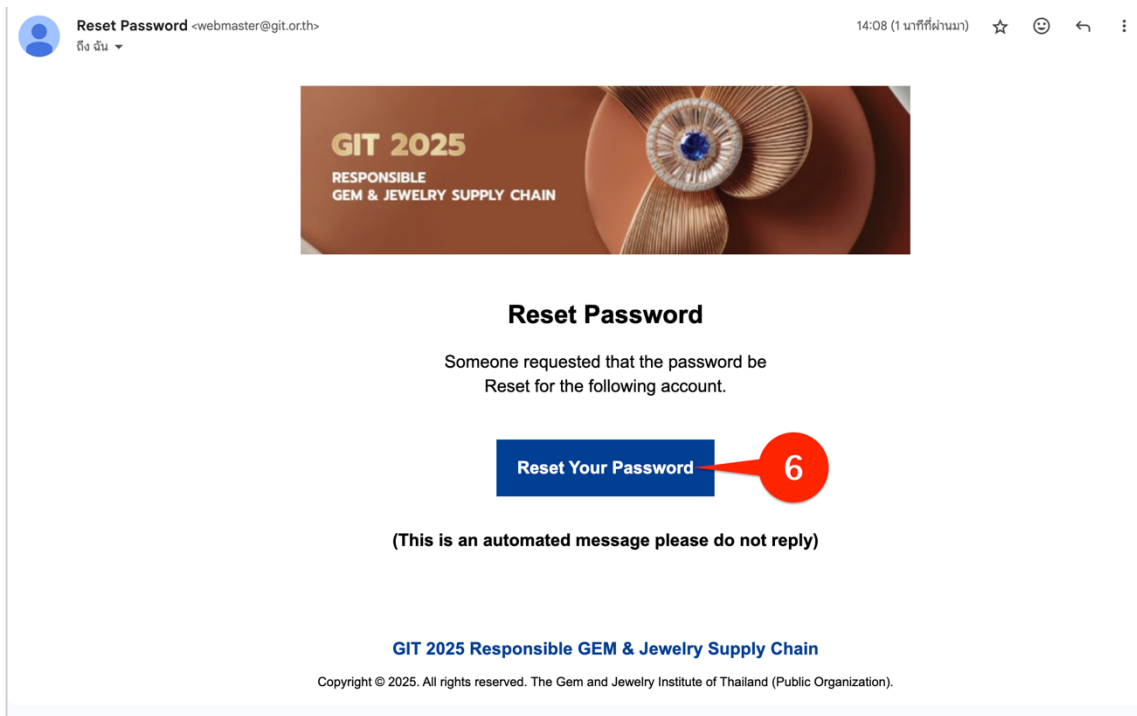 Reset Password <webmaster@git.or.th>
14:08 (1 นาทีที่ผ่านมา)
ถึง ฉัน
GIT 2025
RESPONSIBLE
GEM & JEWELRY SUPPLY CHAIN
Reset Password
Someone requested that the password be
Reset for the following account.
Reset Your Password
6
(This is an automated message please do not reply)
GIT 2025 Responsible GEM & Jewelry Supply Chain
Copyright © 2025. All rights reserved. The Gem and Jewelry Institute of Thailand (Public Organization).